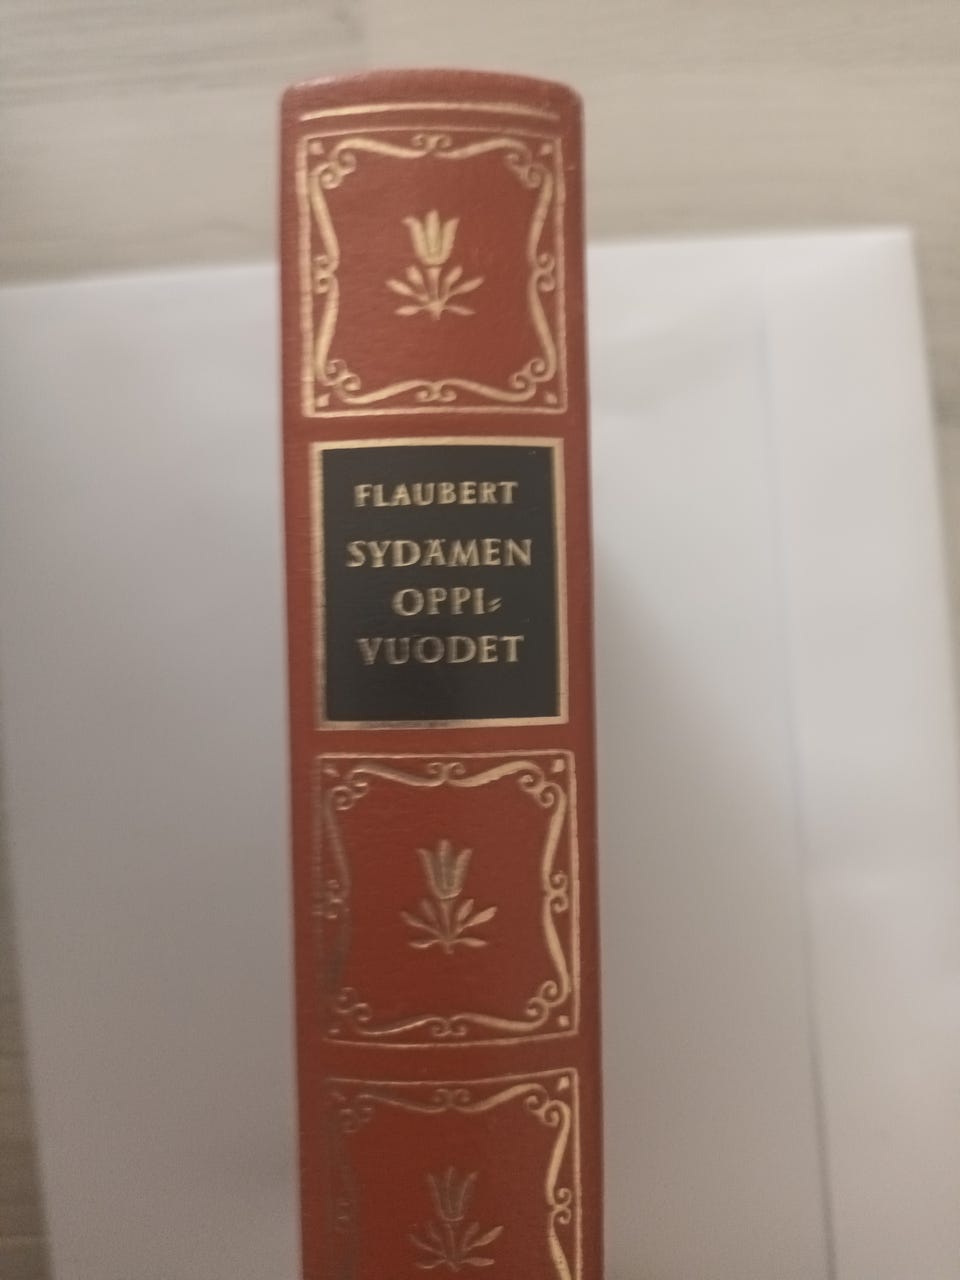 FLAUBERT
SYDÄMEN
OPPI-
VUODET